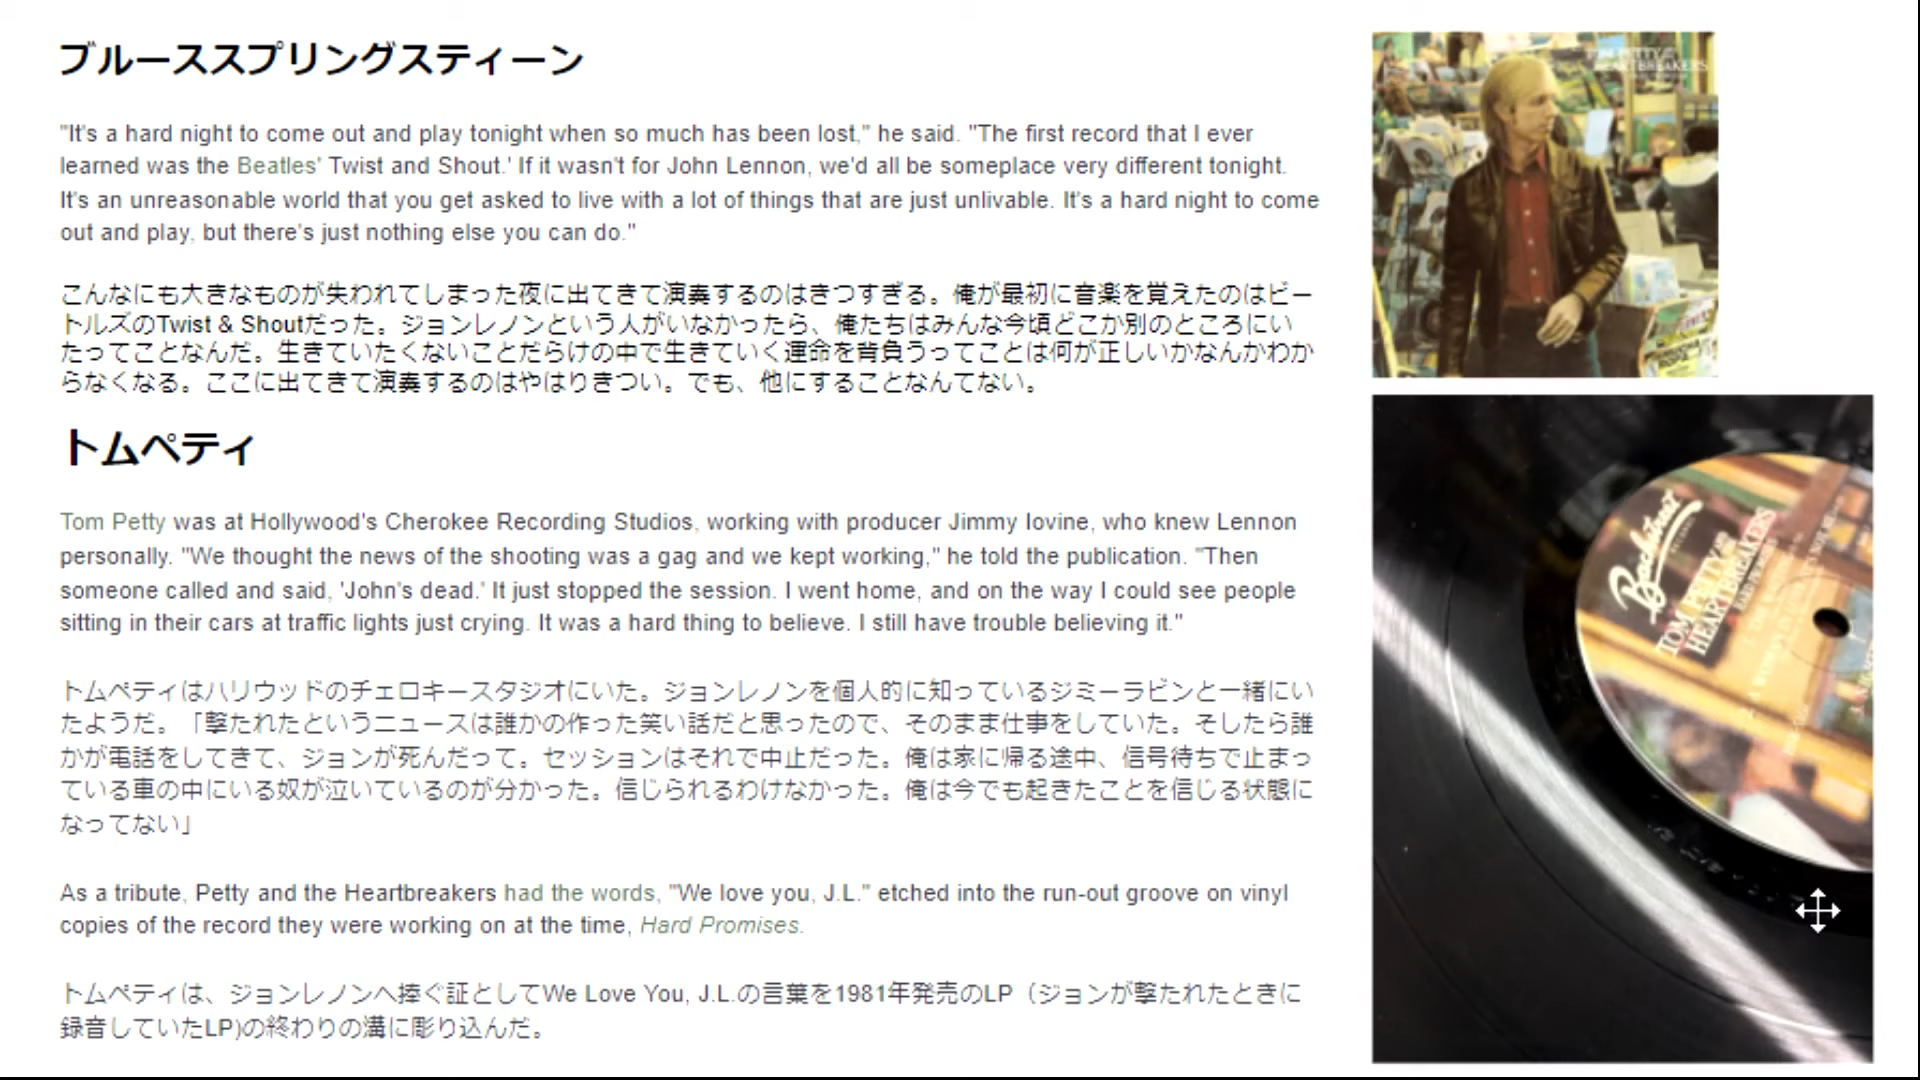 ブルーススプリングスティーン
"It's a hard night to come out and play tonight when so much has been lost," he said. "The first record that I ever
learned was the Beatles' Twist and Shout.' If it wasn't for John Lennon, we'd all be someplace very different tonight.
It's an unreasonable world that you get asked to live with a lot of things that are just unlivable. It's a hard night to come
out and play, but there's just nothing else you can do."
こんなにも大きなものが失われてしまった夜に出てきて演奏するのはきつすぎる。俺が最初に音楽を覚えたのはビー
トルズのTwist & Shoutだった。ジョンレノンという人がいなかったら、俺たちはみんな今頃どこか別のところにい
たってことなんだ。生きていたくないことだらけの中で生きていく運命を背負うってことは何が正しいかなんかわか
らなくなる。ここに出てきて演奏するのはやはりきつい。でも、他にすることなんてない。
トムペティ
Tom Petty was at Hollywood's Cherokee Recording Studios, working with producer Jimmy Iovine, who knew Lennon
personally. "We thought the news of the shooting was a gag and we kept working," he told the publication. "Then
someone called and said, 'John's dead.' It just stopped the session. I went home, and on the way I could see people
sitting in their cars at traffic lights just crying. It was a hard thing to believe. I still have trouble believing it."
トムペティはハリウッドのチェロキースタジオにいた。ジョンレノンを個人的に知っているジミーラビンと一緒にい
たようだ。「撃たれたというニュースは誰かの作った笑い話だと思ったので、そのまま仕事をしていた。そしたら誰
かが電話をしてきて、ジョンが死んだって。セッションはそれで中止だった。俺は家に帰る途中、信号待ちで止まっ
ている車の中にいる奴が泣いているのが分かった。信じられるわけなかった。俺は今でも起きたことを信じる状態に
なってない」
As a tribute, Petty and the Heartbreakers had the words, "We love you, J.L." etched into the run-out groove on vinyl
copies of the record they were working on at the time, Hard Promises.
トムペティは、ジョンレノンへ捧ぐ証としてWe Love You, J.L.の言葉を1981年発売のLP（ジョンが撃たれたときに
録音していたLP)の終わりの溝に彫り込んだ。
TOM PETTY
HEARTBREAKERS
Backstreet
TOM PETTY
HEARTBREAKERS